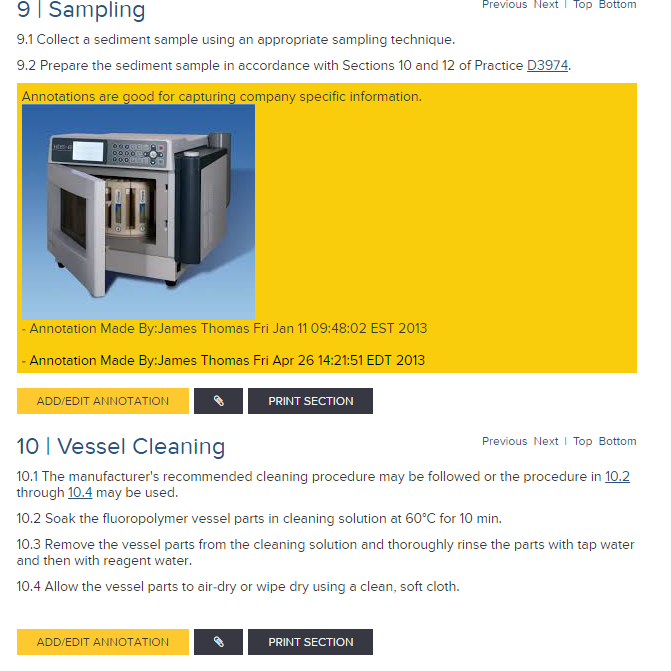 9 | Sampling
Previous Next | Top Bottom
9.1 Collect a sediment sample using an appropriate sampling technique.
9.2 Prepare the sediment sample in accordance with Sections 10 and 12 of Practice D3974.
Annotations are good for capturing company specific information.
- Annotation Made By:James Thomas Fri Jan 11 09:48:02 EST 2013
- Annotation Made By:James Thomas Fri Apr 26 14:21:51 EDT 2013
ADD/EDIT ANNOTATION PRINT SECTION
10 | Vessel Cleaning
Previous Next | Top Bottom
10.1 The manufacturer's recommended cleaning procedure may be followed or the procedure in 10.2
through 10.4 may be used.
10.2 Soak the fluoropolymer vessel parts in cleaning solution at 60°C for 10 min.
10.3 Remove the vessel parts from the cleaning solution and thoroughly rinse the parts with tap water
and then with reagent water.
10.4 Allow the vessel parts to air-dry or wipe dry using a clean, soft cloth.
ADD/EDIT ANNOTATION PRINT SECTION